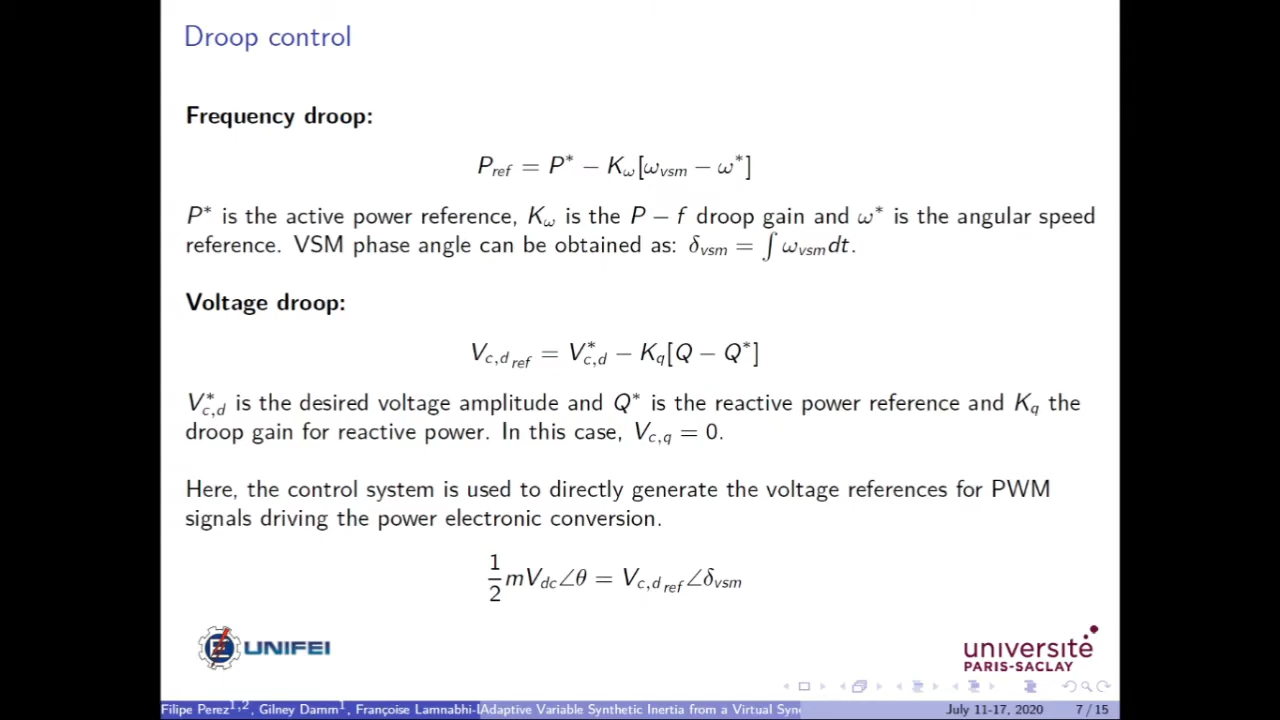 Droop control
Frequency droop:
P_ref = P* − K_ω[ω_vsm − ω*]
P* is the active power reference, K_ω is the P − f droop gain and ω* is the angular speed
reference. VSM phase angle can be obtained as: δ_vsm = ∫ ω_vsm dt.
Voltage droop:
V_c,d_ref = V*_c,d − K_q[Q − Q*]
V*_c,d is the desired voltage amplitude and Q* is the reactive power reference and K_q the
droop gain for reactive power. In this case, V_c,q = 0.
Here, the control system is used to directly generate the voltage references for PWM
signals driving the power electronic conversion.
1/2 mV_dc∠θ = V_c,d_ref∠δ_vsm
UNIFEI
université
PARIS-SACLAY
Filipe Perez1,2, Gilney Damm1, Françoise Lamnabhi-L Adaptive Variable Synthetic Inertia from a Virtual Syn July 11-17, 2020 7 / 15